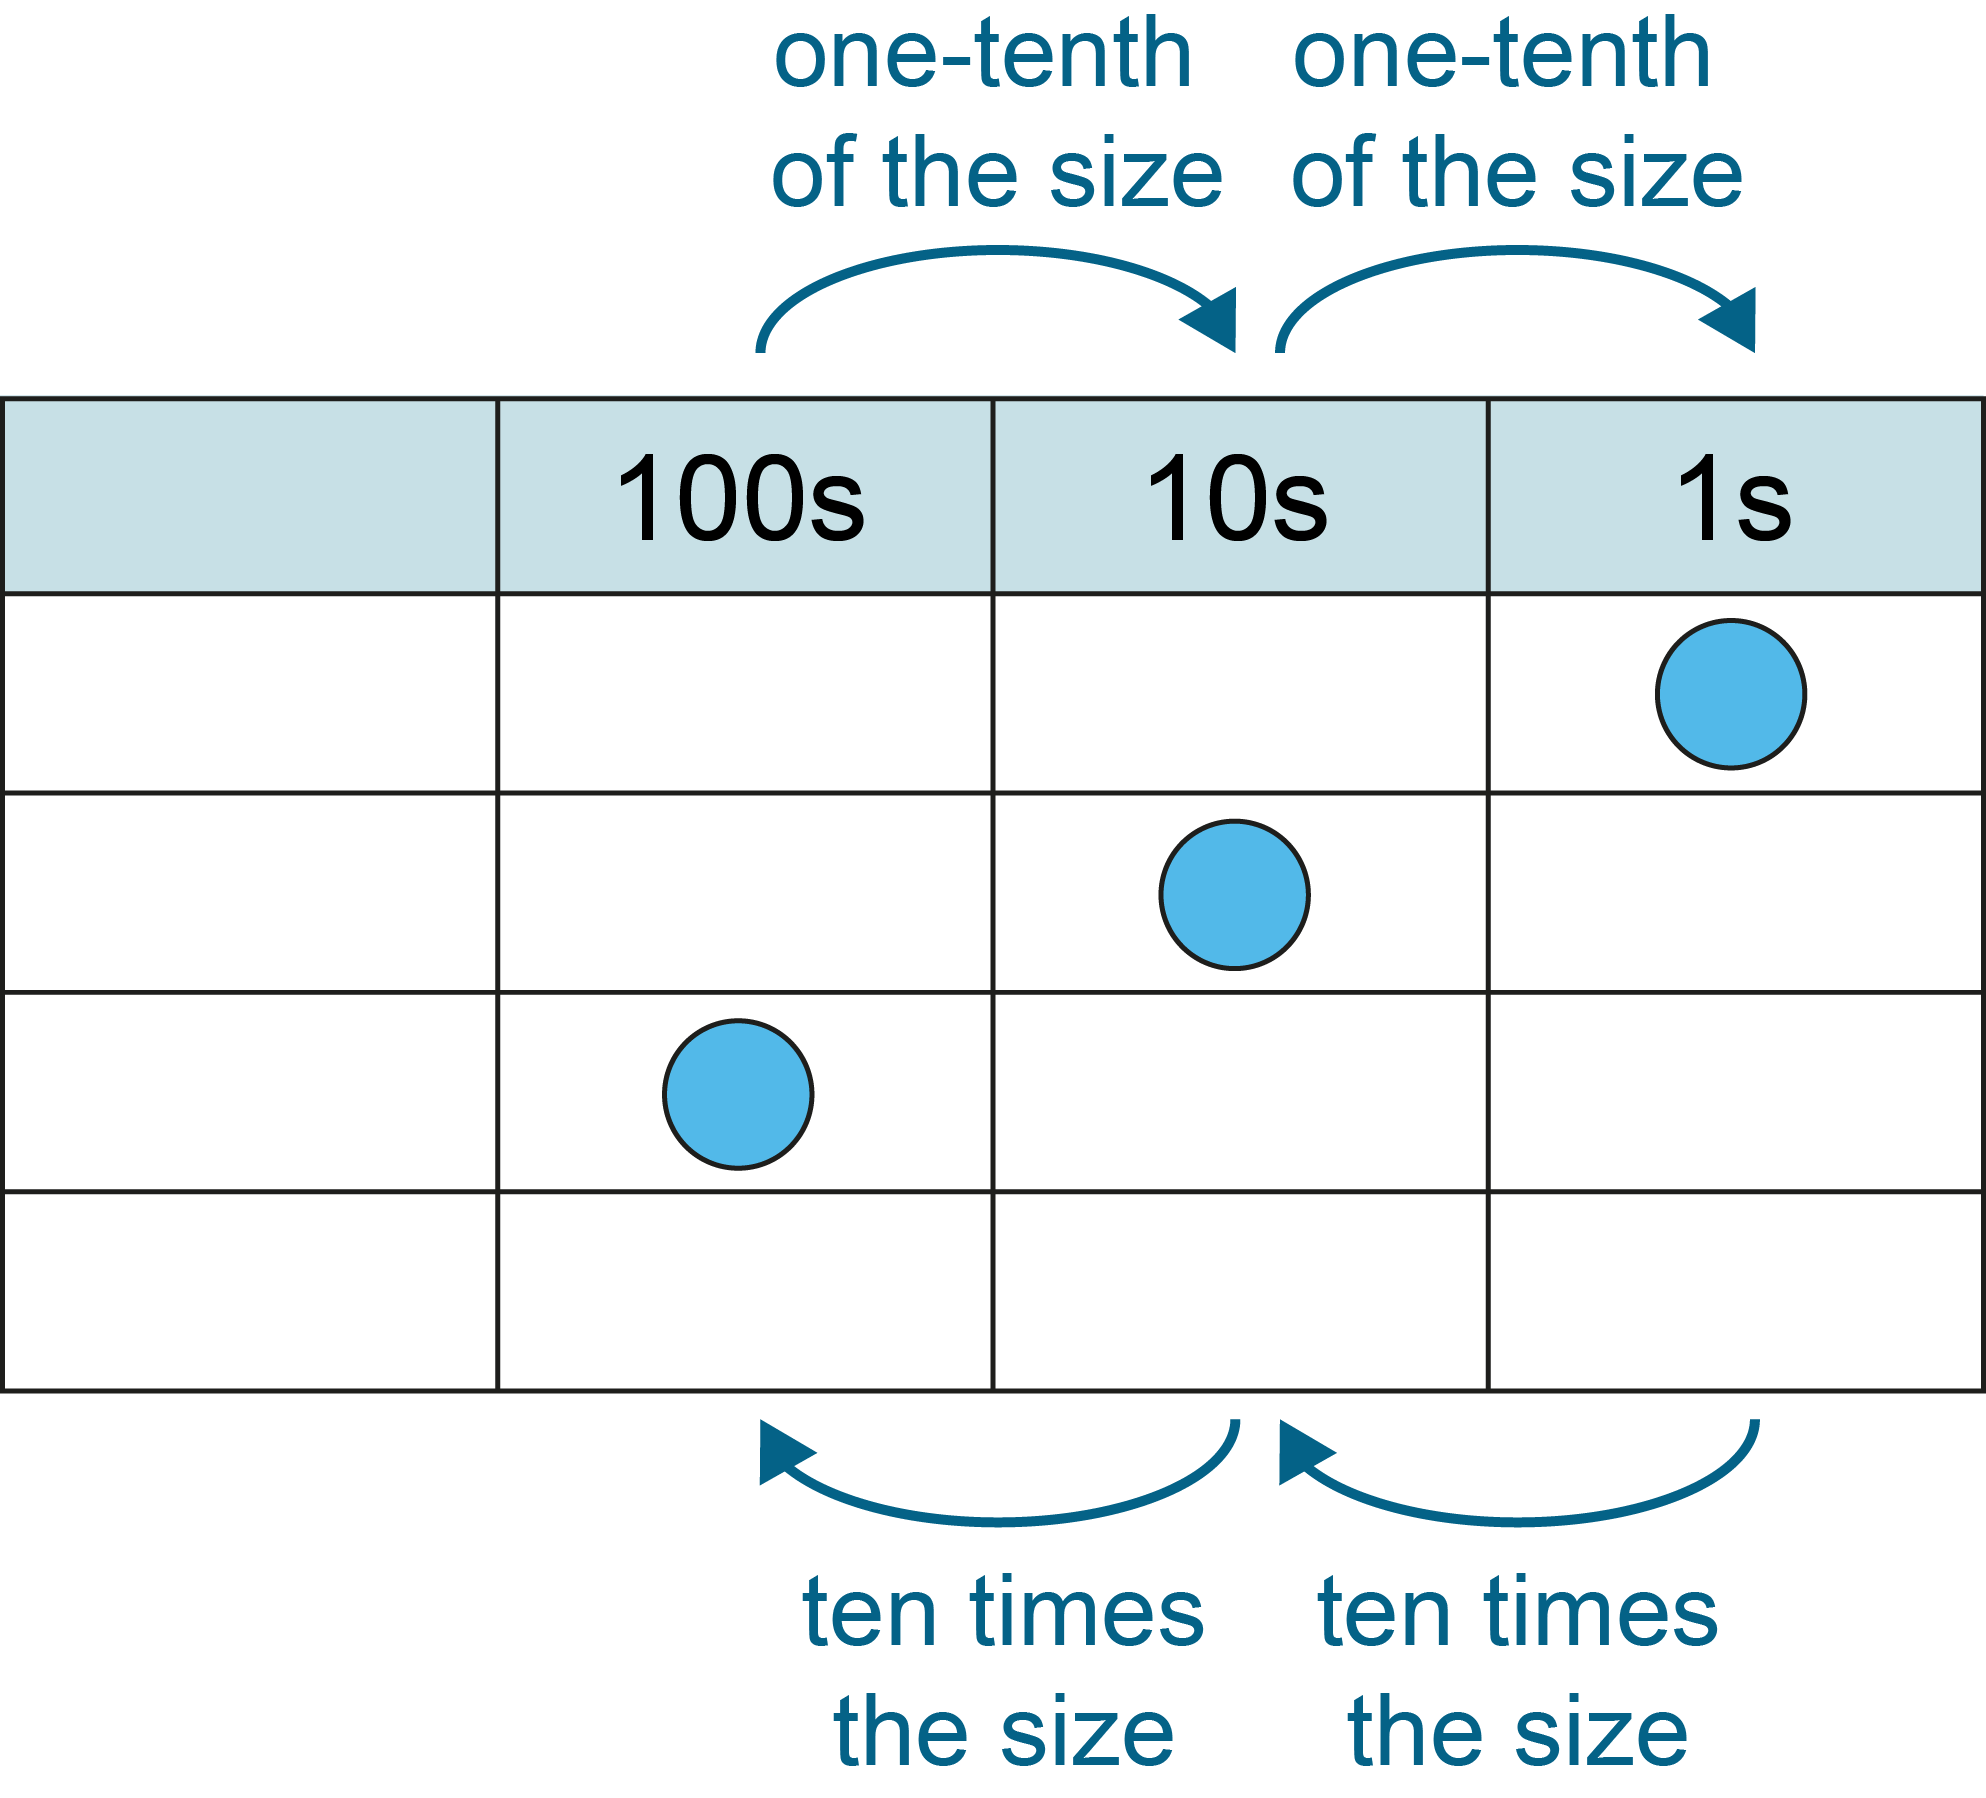 one-tenth one-tenth
of the size of the size
100s 10s 1s
ten times ten times
the size the size